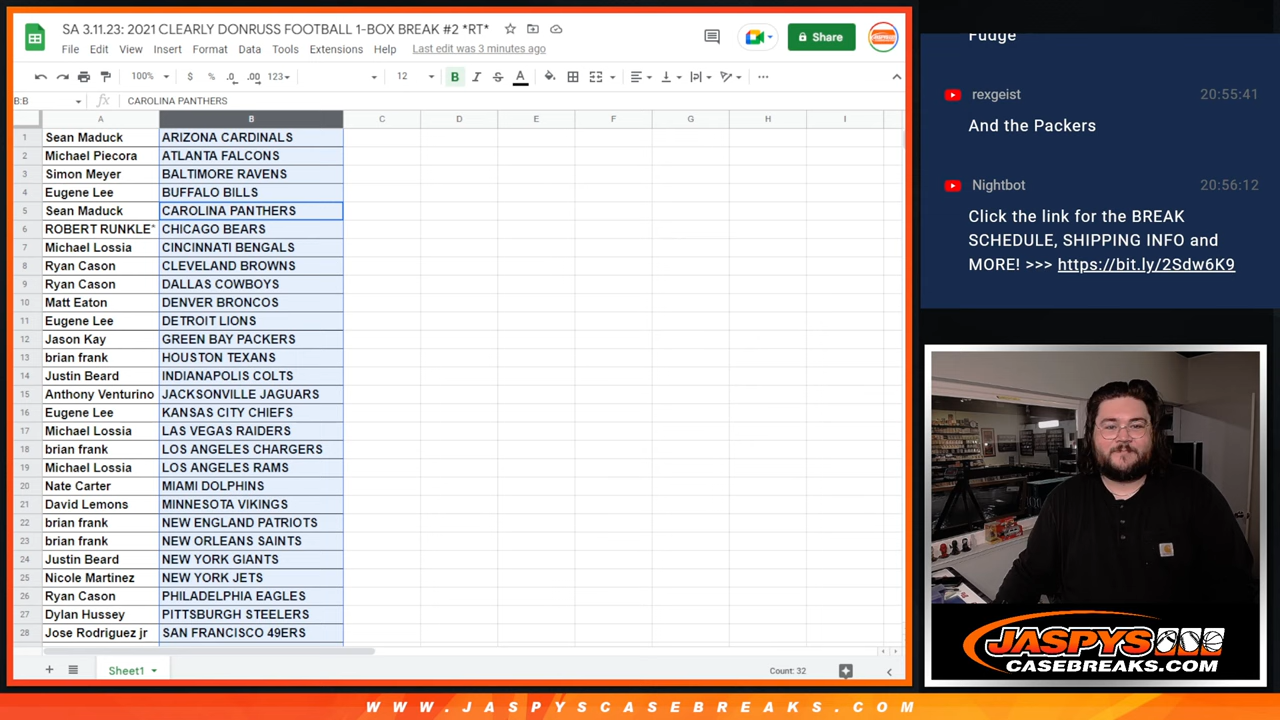 SA 3.11.23: 2021 CLEARLY DONRUSS FOOTBALL 1-BOX BREAK #2 *RT*
File Edit View Insert Format Data Tools Extensions Help Last edit was 3 minutes ago
Share
100% $ % .0 .00 123 12 B I S A
B:B fx CAROLINA PANTHERS
A B C D E F G H I
1 Sean Maduck ARIZONA CARDINALS
2 Michael Piecora ATLANTA FALCONS
3 Simon Meyer BALTIMORE RAVENS
4 Eugene Lee BUFFALO BILLS
5 Sean Maduck CAROLINA PANTHERS
6 ROBERT RUNKLE* CHICAGO BEARS
7 Michael Lossia CINCINNATI BENGALS
8 Ryan Cason CLEVELAND BROWNS
9 Ryan Cason DALLAS COWBOYS
10 Matt Eaton DENVER BRONCOS
11 Eugene Lee DETROIT LIONS
12 Jason Kay GREEN BAY PACKERS
13 brian frank HOUSTON TEXANS
14 Justin Beard INDIANAPOLIS COLTS
15 Anthony Venturino JACKSONVILLE JAGUARS
16 Eugene Lee KANSAS CITY CHIEFS
17 Michael Lossia LAS VEGAS RAIDERS
18 brian frank LOS ANGELES CHARGERS
19 Michael Lossia LOS ANGELES RAMS
20 Nate Carter MIAMI DOLPHINS
21 David Lemons MINNESOTA VIKINGS
22 brian frank NEW ENGLAND PATRIOTS
23 brian frank NEW ORLEANS SAINTS
24 Justin Beard NEW YORK GIANTS
25 Nicole Martinez NEW YORK JETS
26 Ryan Cason PHILADELPHIA EAGLES
27 Dylan Hussey PITTSBURGH STEELERS
28 Jose Rodriguez jr SAN FRANCISCO 49ERS
Sheet1 Count: 32
Fudge
rexgeist 20:55:41
And the Packers
Nightbot 20:56:12
Click the link for the BREAK
SCHEDULE, SHIPPING INFO and
MORE! >>> https://bit.ly/2Sdw6K9
JASPYS
CASEBREAKS.COM
WWW.JASPYSCASEBREAKS.COM